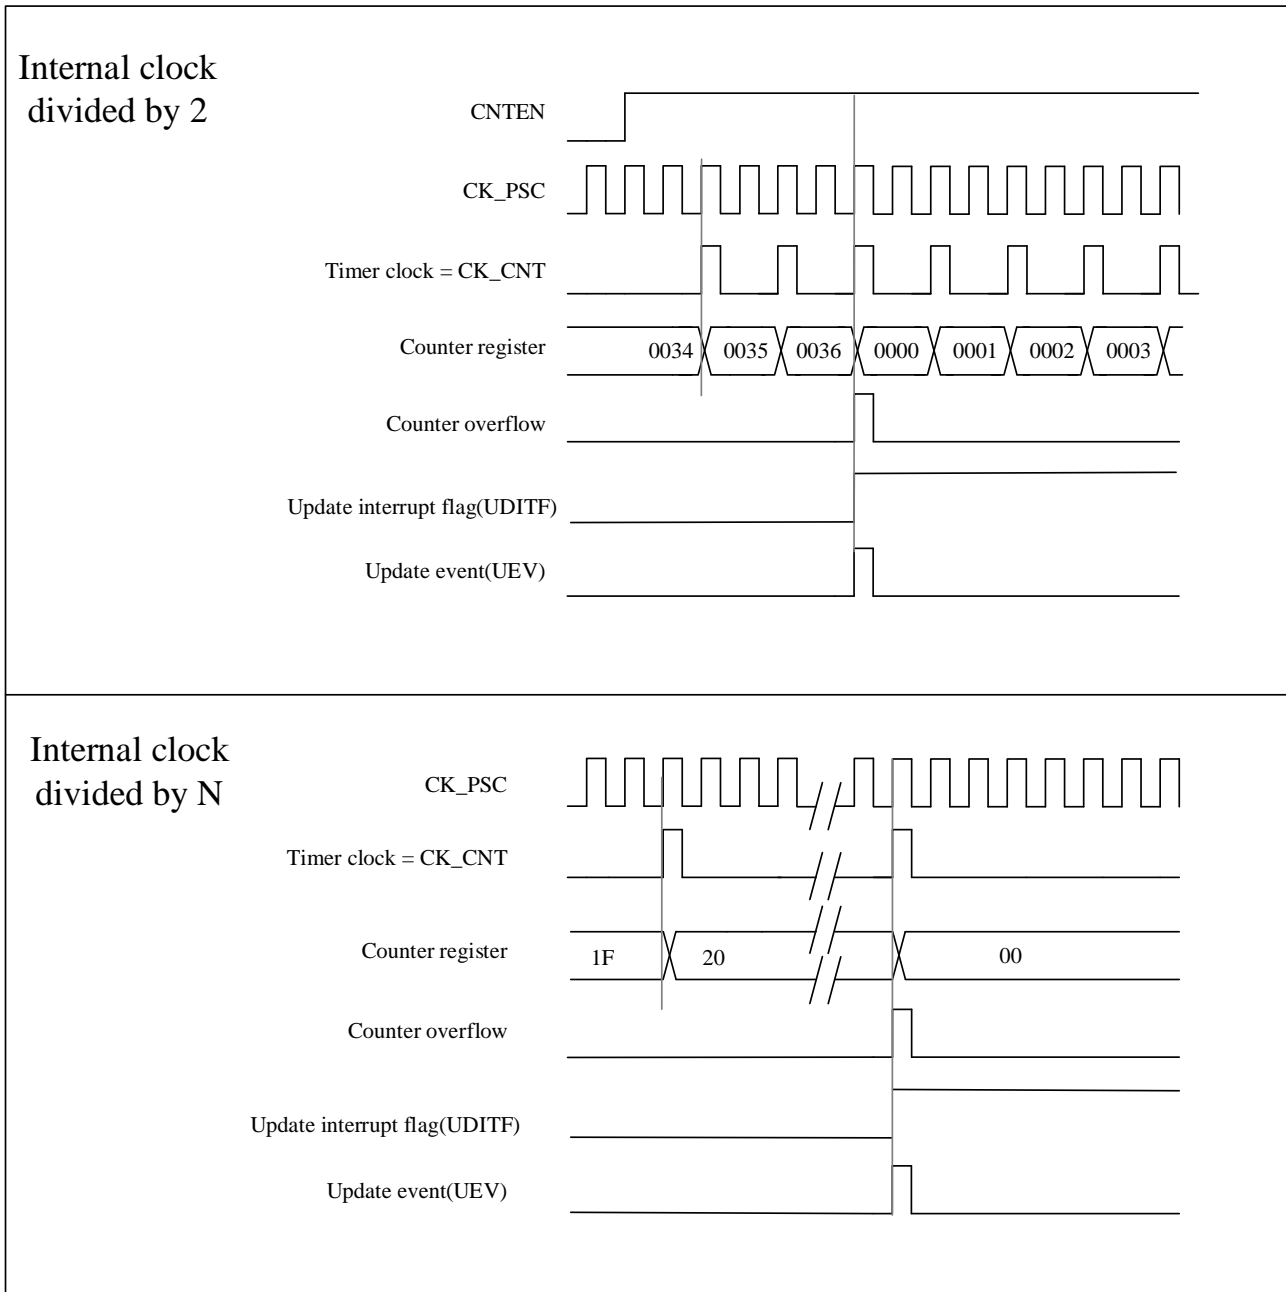 Internal clock
divided by 2
CNTEN
CK_PSC
Timer clock = CK_CNT
Counter register
0034 0035 0036 0000 0001 0002 0003
Counter overflow
Update interrupt flag(UDITF)
Update event(UEV)
Internal clock
divided by N
CK_PSC
Timer clock = CK_CNT
Counter register
1F 20 00
Counter overflow
Update interrupt flag(UDITF)
Update event(UEV)